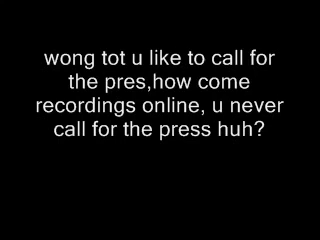 wong tot u like to call for
the pres,how come
recordings online, u never
call for the press huh?